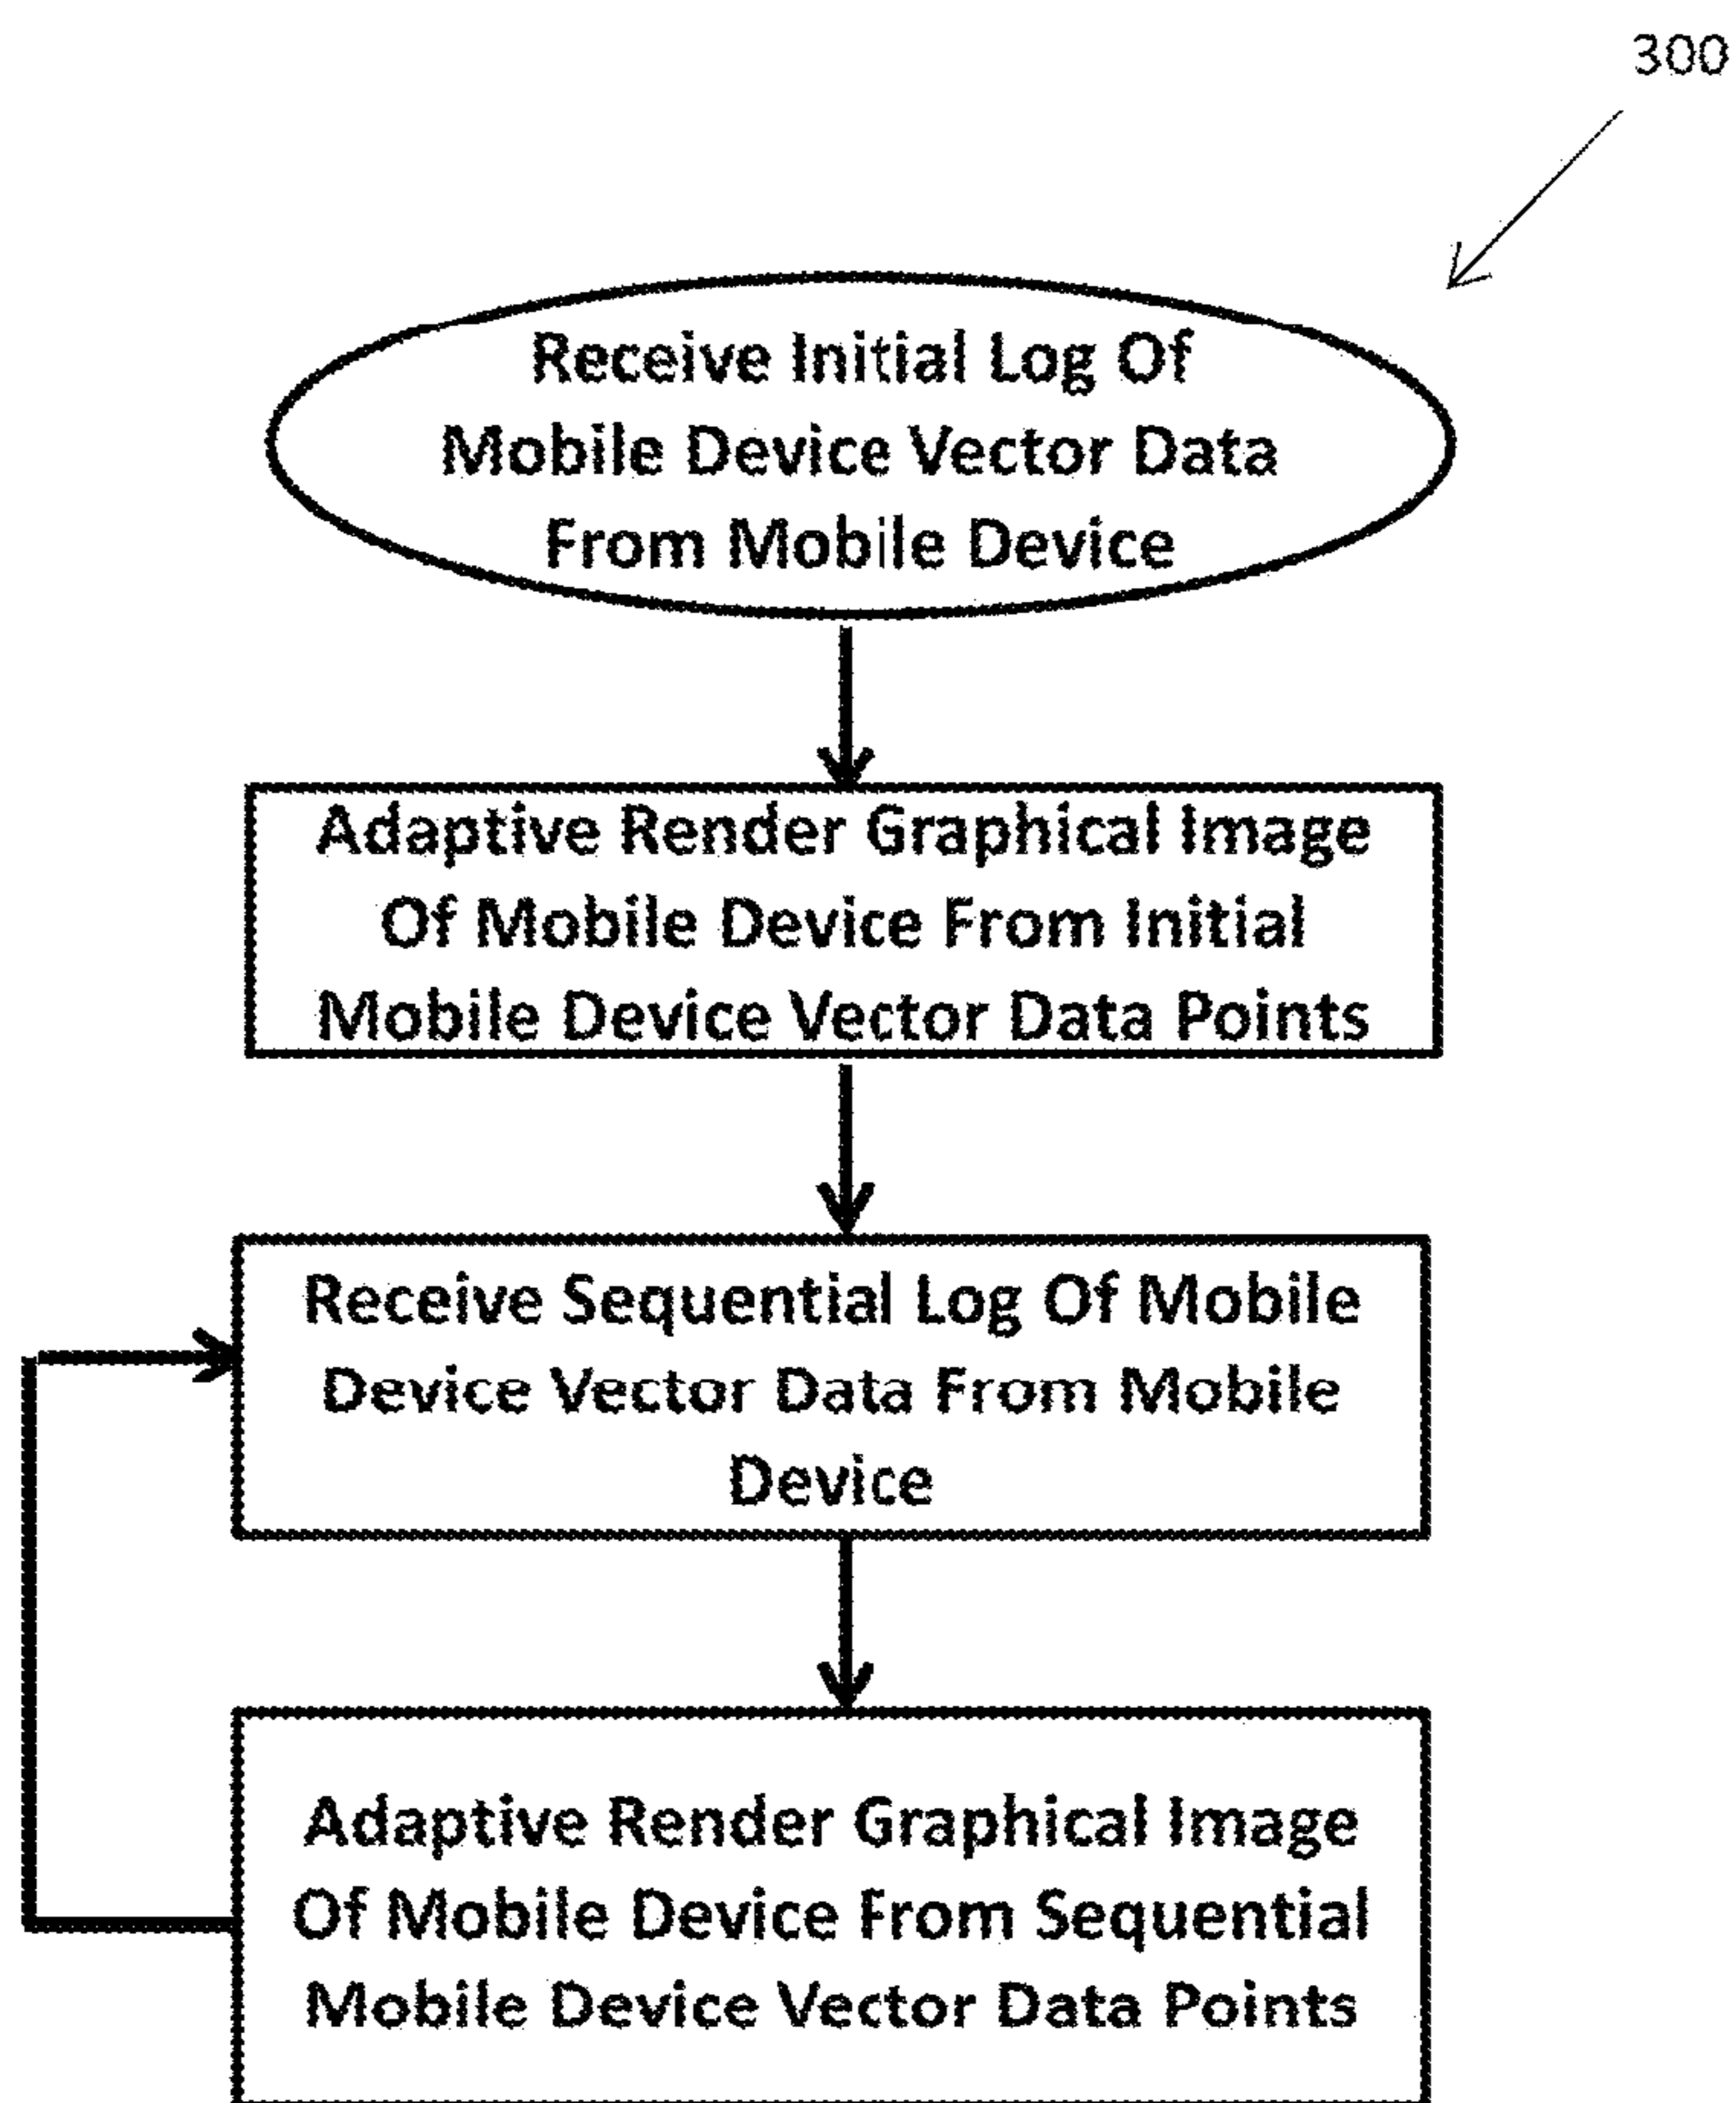 300
Receive Initial Log Of
Mobile Device Vector Data
From Mobile Device
Adaptive Render Graphical Image
Of Mobile Device From Initial
Mobile Device Vector Data Points
Receive Sequential Log Of Mobile
Device Vector Data From Mobile
Device
Adaptive Render Graphical Image
Of Mobile Device From Sequential
Mobile Device Vector Data Points